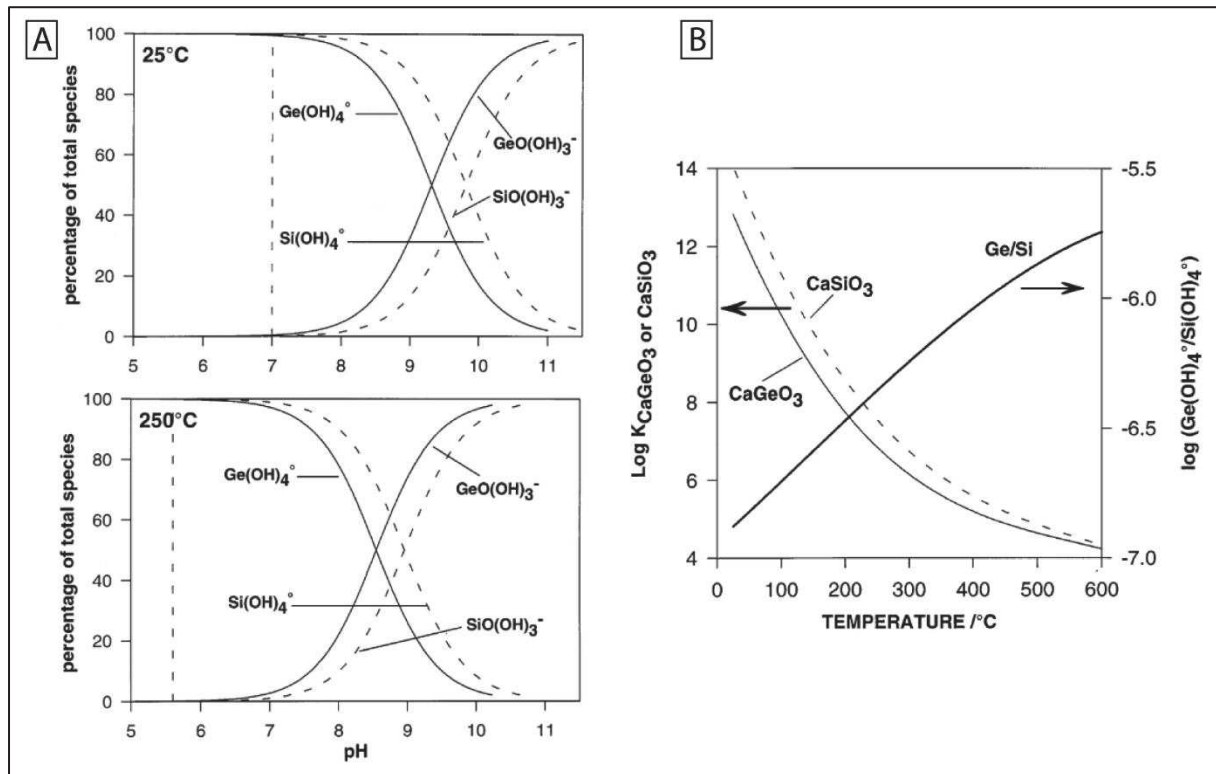 A
25°C
100
80
60
40
20
0
percentage of total species
Ge(OH)₄°
GeO(OH)₃⁻
SiO(OH)₃⁻
Si(OH)₄°
5 6 7 8 9 10 11
250°C
100
80
60
40
20
0
percentage of total species
Ge(OH)₄°
GeO(OH)₃⁻
Si(OH)₄°
SiO(OH)₃⁻
5 6 7 8 9 10 11
pH
B
14
12
10
8
6
4
Log K CaGeO₃ or CaSiO₃
Ge/Si
CaSiO₃
CaGeO₃
-5.5
-6.0
-6.5
-7.0
log (Ge(OH)₄°/Si(OH)₄°)
0 100 200 300 400 500 600
TEMPERATURE /°C